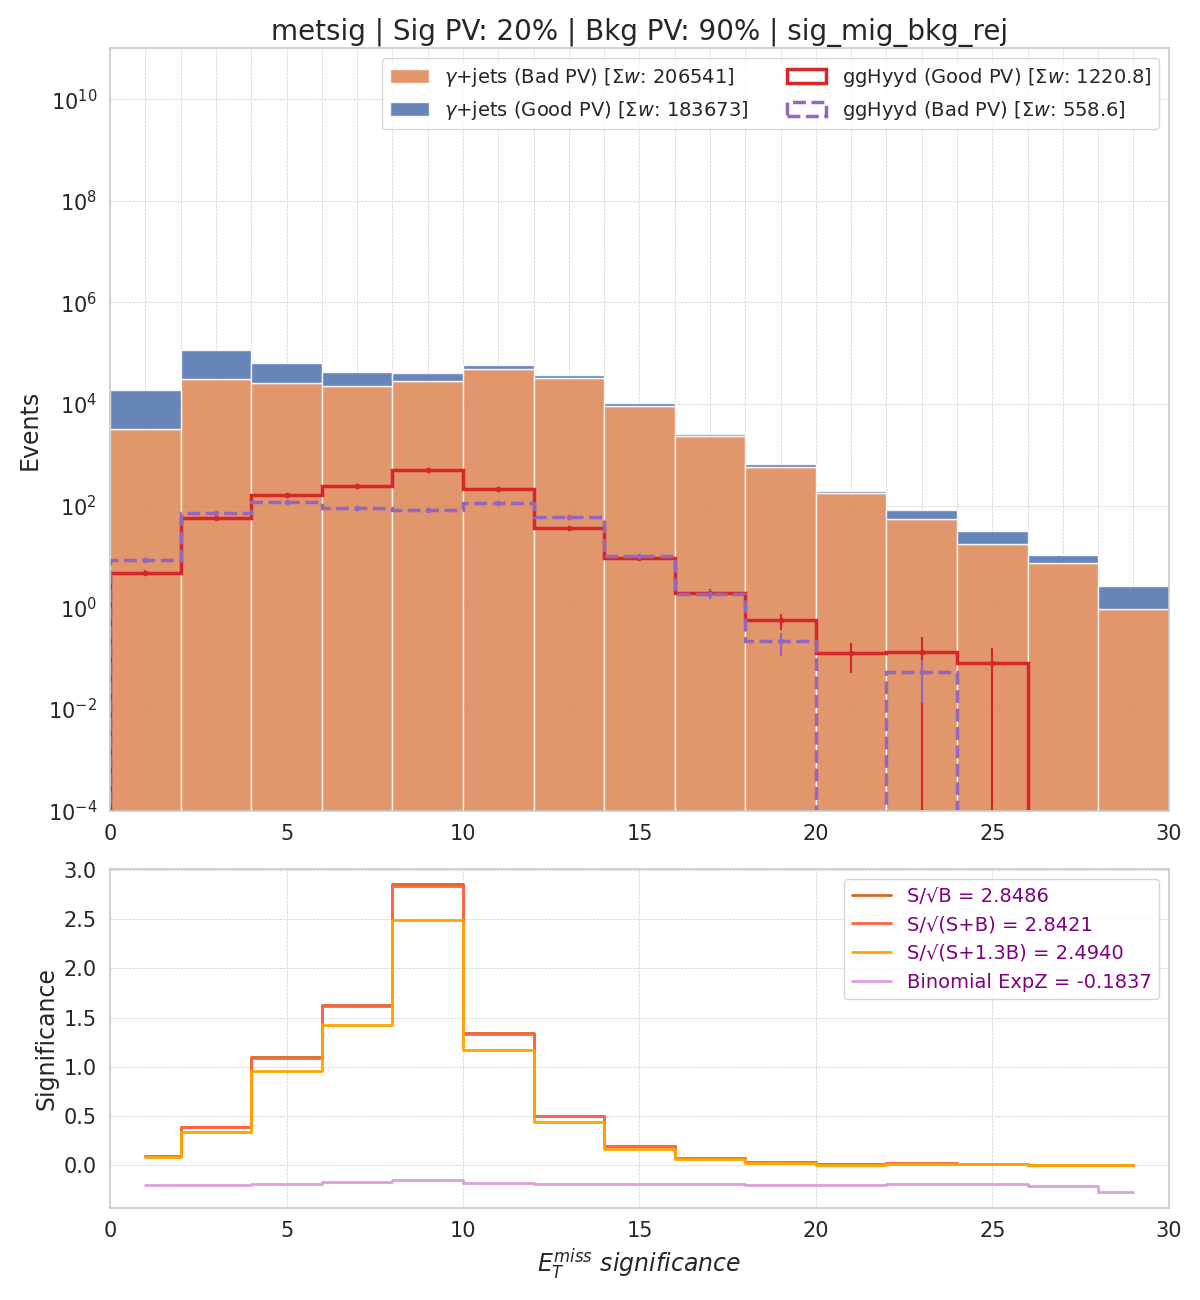 metsig | Sig PV: 20% | Bkg PV: 90% | sig_mig_bkg_rej
γ+jets (Bad PV) [Σw: 206541]
γ+jets (Good PV) [Σw: 183673]
ggHyyd (Good PV) [Σw: 1220.8]
ggHyyd (Bad PV) [Σw: 558.6]
Events
10^10
10^8
10^6
10^4
10^2
10^0
10^−2
10^−4
0 5 10 15 20 25 30
S/√B = 2.8486
S/√(S+B) = 2.8421
S/√(S+1.3B) = 2.4940
Binomial ExpZ = -0.1837
Significance
3.0
2.5
2.0
1.5
1.0
0.5
0.0
0 5 10 15 20 25 30
E_T^miss significance